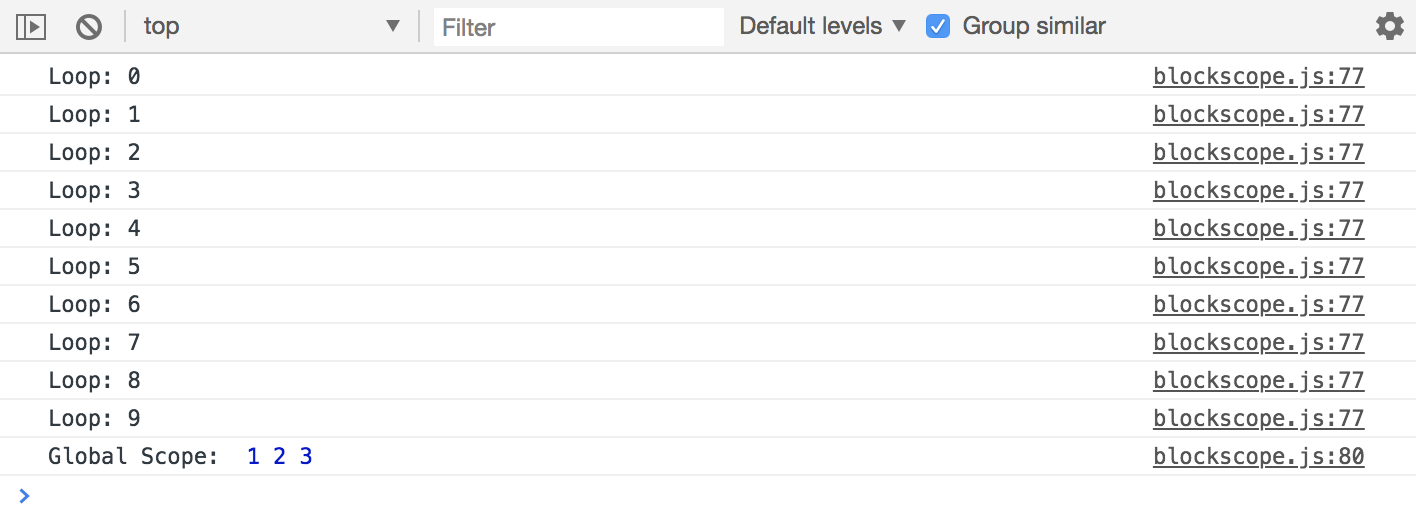 top Filter Default levels Group similar
Loop: 0 blockscope.js:77
Loop: 1 blockscope.js:77
Loop: 2 blockscope.js:77
Loop: 3 blockscope.js:77
Loop: 4 blockscope.js:77
Loop: 5 blockscope.js:77
Loop: 6 blockscope.js:77
Loop: 7 blockscope.js:77
Loop: 8 blockscope.js:77
Loop: 9 blockscope.js:77
Global Scope:  1 2 3 blockscope.js:80